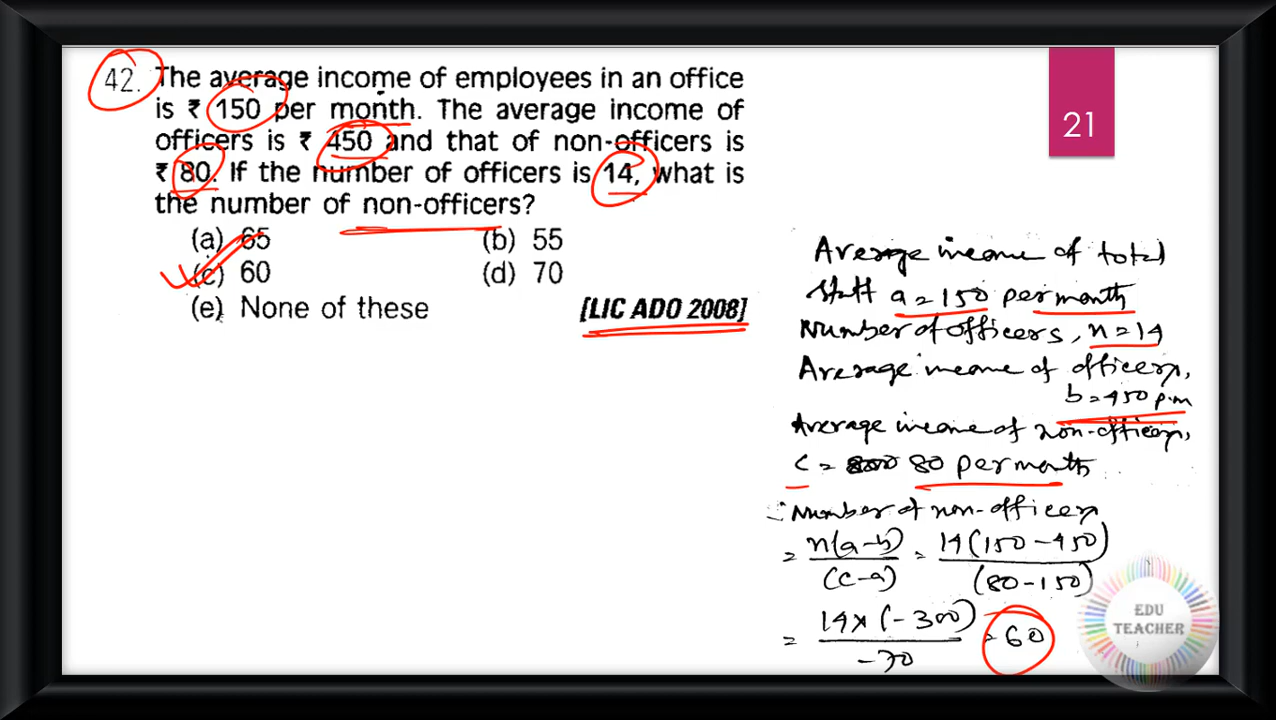 42. The average income of employees in an office
is ₹ 150 per month. The average income of
officers is ₹ 450 and that of non-officers is
₹ 80. If the number of officers is 14, what is
the number of non-officers?
(a) 65 (b) 55
(c) 60 (d) 70
(e) None of these [LIC ADO 2008]
21
Average income of total
staff a = 150 per month
Number of officers, n = 14
Average income of officers,
b = 450 p.m
Average income of non-officers,
c = 80 per month
∴ Number of non-officers
= n(a-b)/(c-a) = 14(150-450)/(80-150)
= 14×(-300)/-70 = 60
EDU
TEACHER